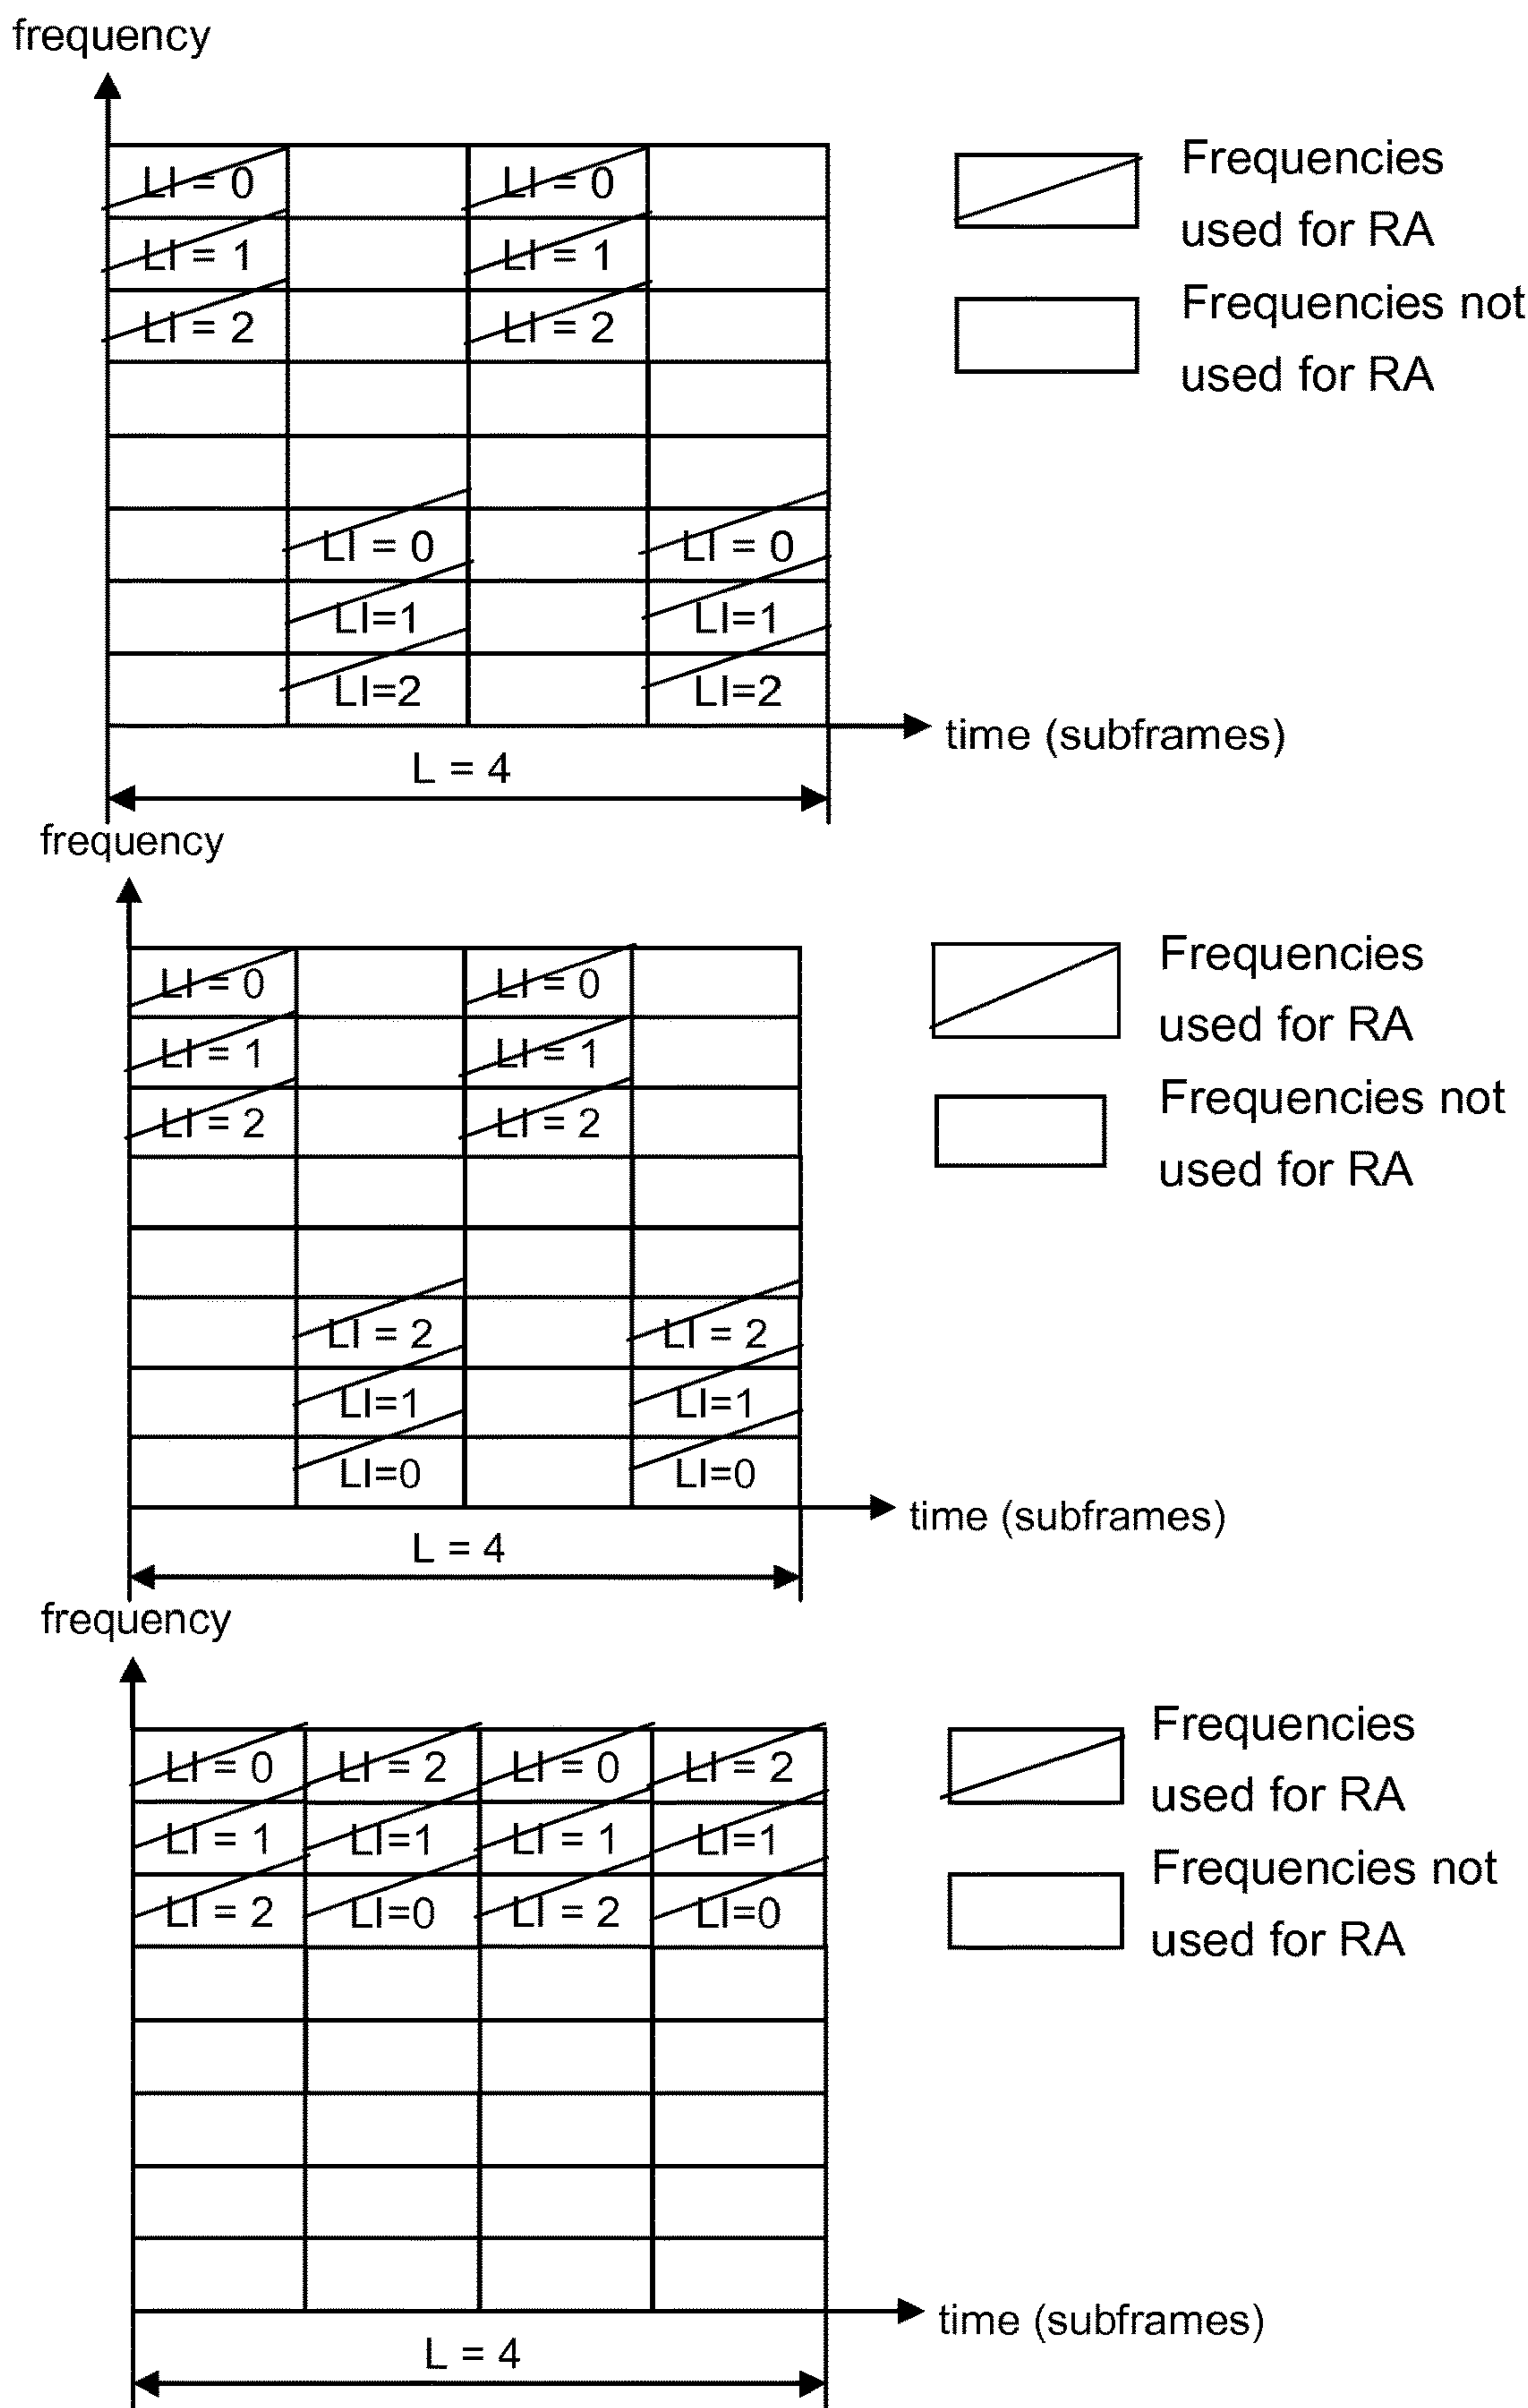 frequency
LI = 0 LI = 0
LI = 1 LI = 1
LI = 2 LI = 2
LI = 0 LI = 0
LI=1 LI=1
LI=2 LI=2
time (subframes)
L = 4
Frequencies
used for RA
Frequencies not
used for RA
frequency
LI = 0 LI = 0
LI = 1 LI = 1
LI = 2 LI = 2
LI = 2 LI = 2
LI=1 LI=1
LI=0 LI=0
time (subframes)
L = 4
Frequencies
used for RA
Frequencies not
used for RA
frequency
LI = 0 LI = 2 LI = 0 LI = 2
LI = 1 LI=1 LI = 1 LI=1
LI = 2 LI=0 LI = 2 LI=0
time (subframes)
L = 4
Frequencies
used for RA
Frequencies not
used for RA